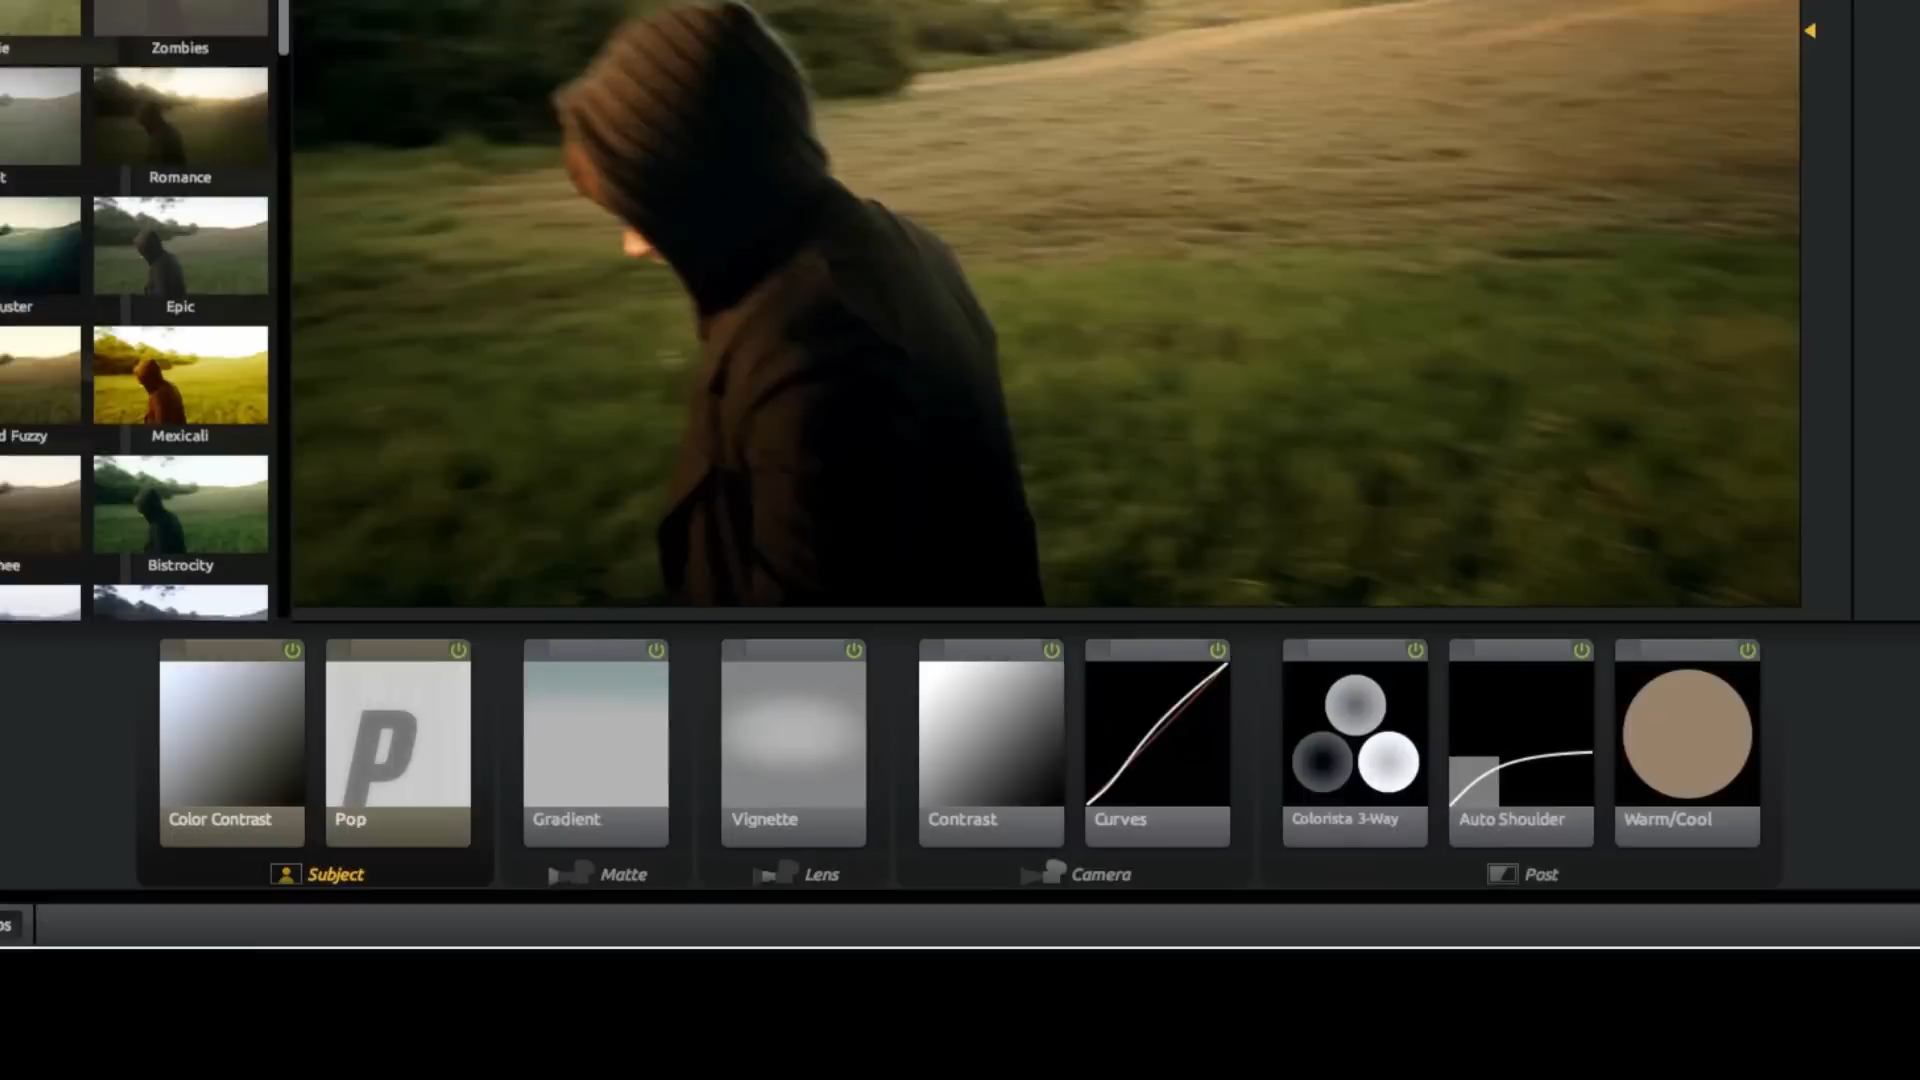 Zombies
Romance
Epic
Mexicali
Fuzzy
Bistrocity
Color Contrast
Pop
P
Gradient
Vignette
Contrast
Curves
Colorista 3-Way
Auto Shoulder
Warm/Cool
Subject
Matte
Lens
Camera
Post